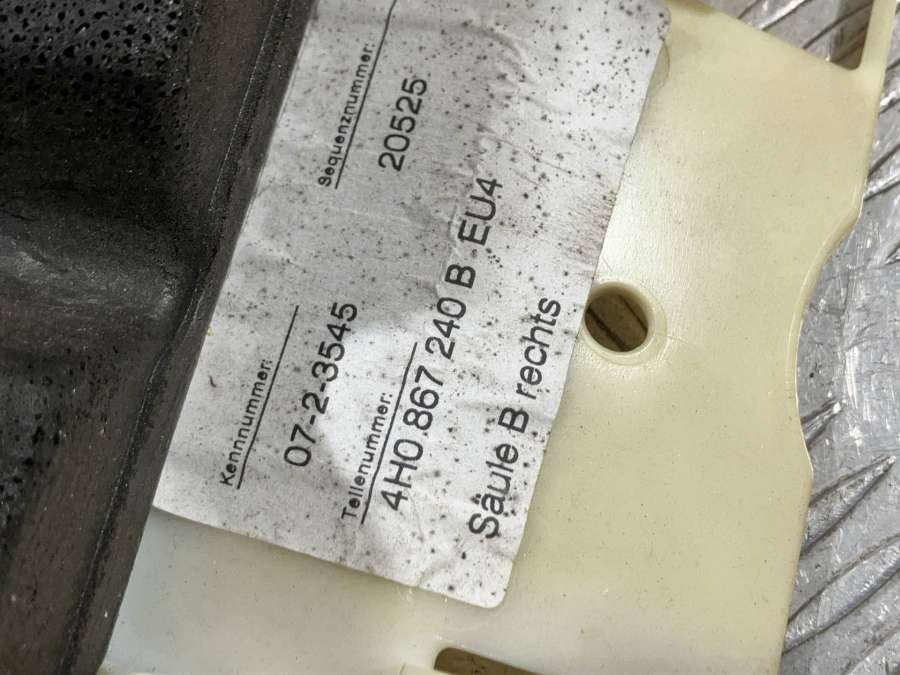 Kennnummer:
07-2-3545
Sequenznummer:
20525
Teilenummer:
4H0 867 240 B EU4
Säule B rechts